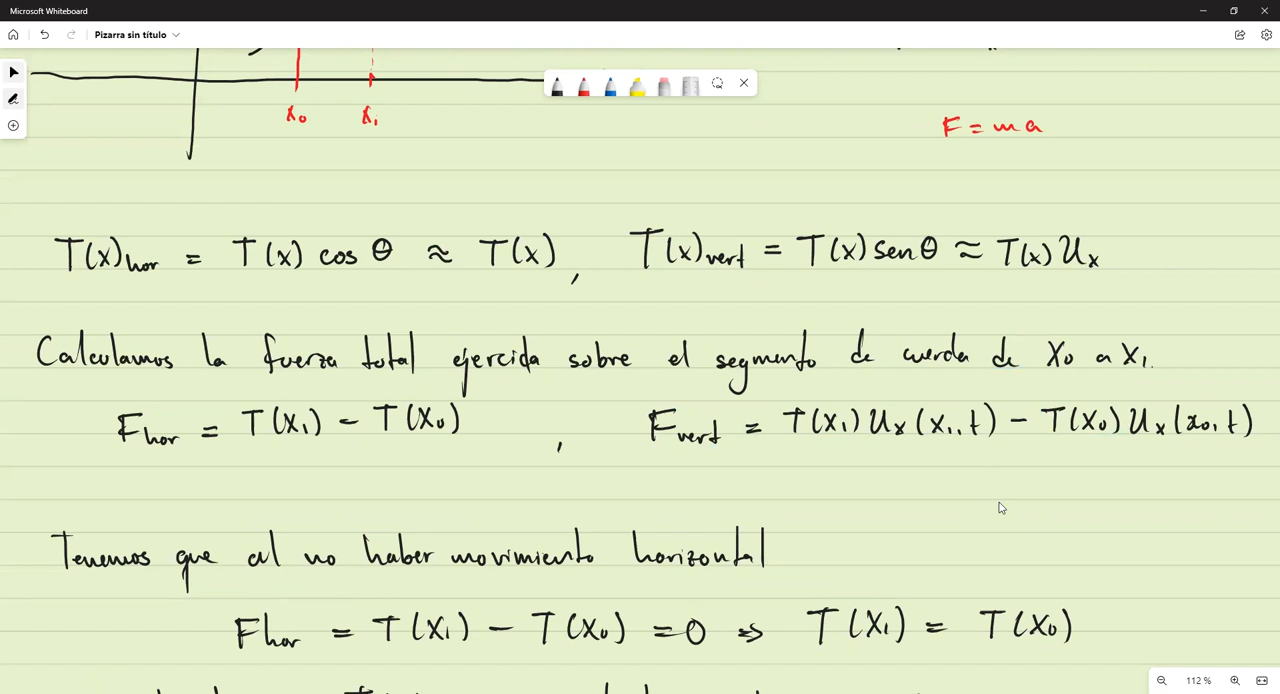 Microsoft Whiteboard
Pizarra sin título
x₀ x₁
F = ma
T(x)hor = T(x) cos θ ≈ T(x), T(x)vert = T(x) sen θ ≈ T(x) Ux
Calculamos la fuerza total ejercida sobre el segmento de cuerda de x₀ a x₁.
Fhor = T(x₁) - T(x₀), Fvert = T(x₁) Ux(x₁,t) - T(x₀) Ux(x₀,t)
Tenemos que al no haber movimiento horizontal
Fhor = T(x₁) - T(x₀) = 0 ⇒ T(x₁) = T(x₀)
112 %